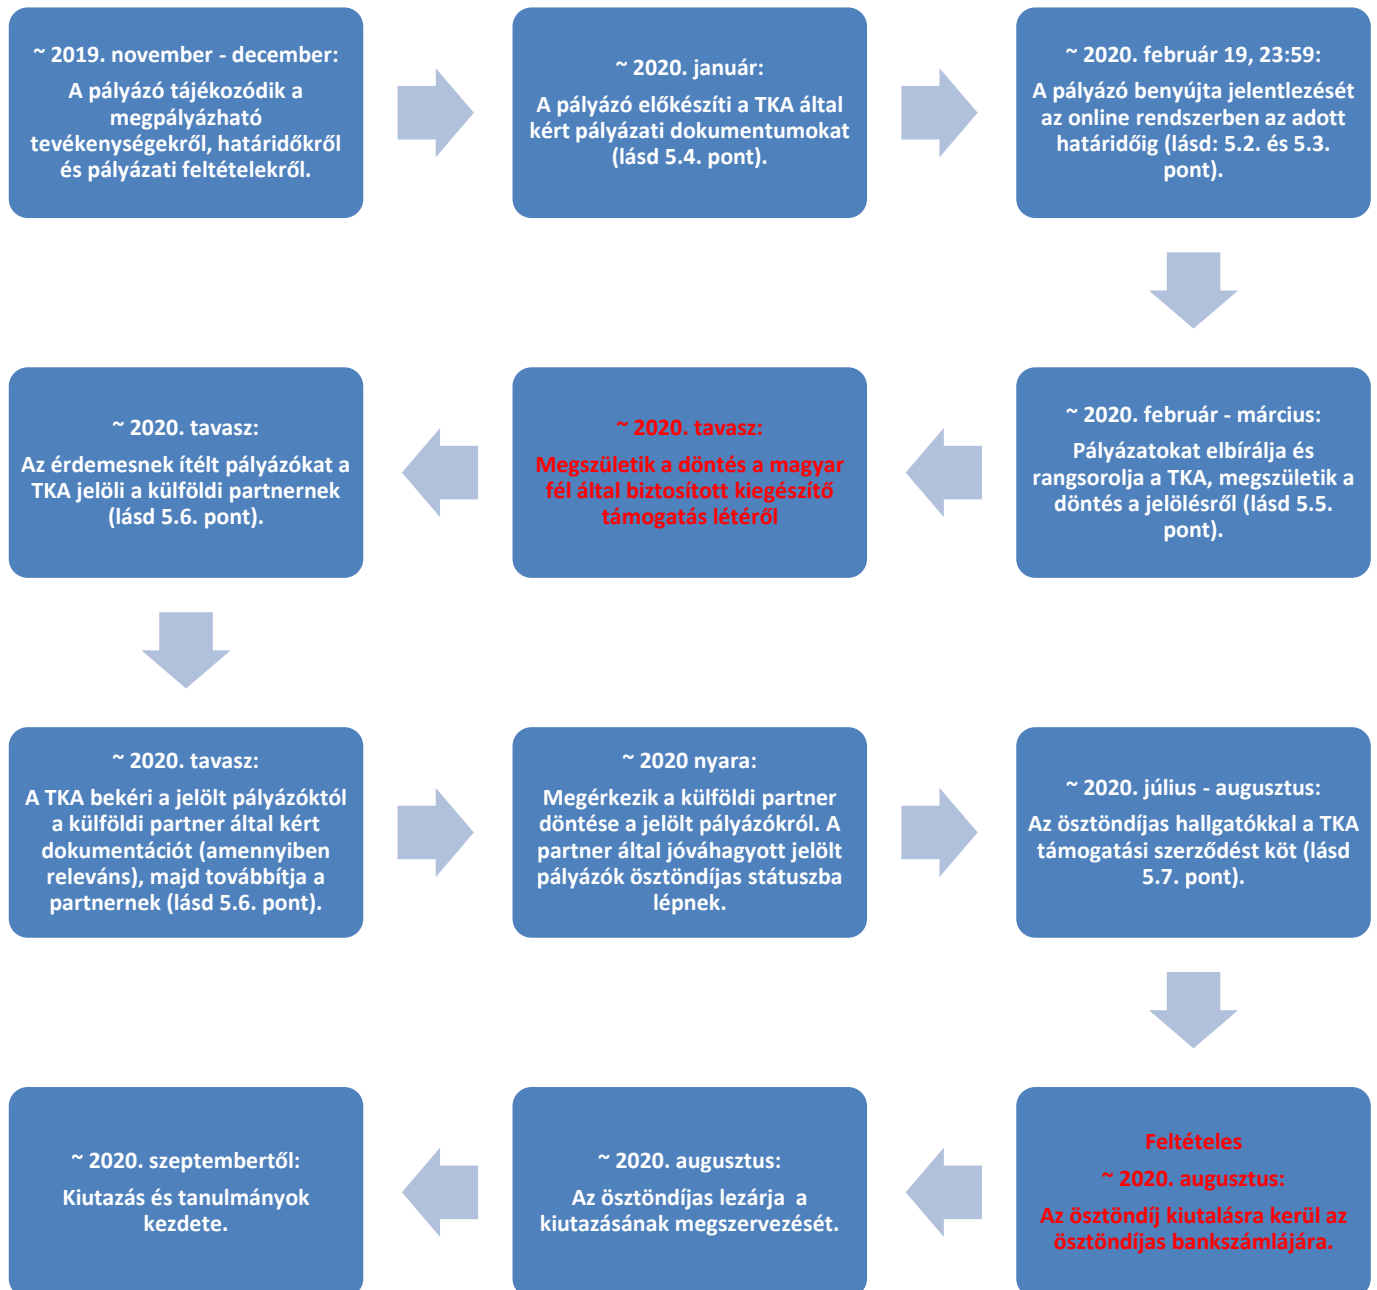 ~ 2019. november - december:
A pályázó tájékozódik a
megpályázható
tevékenységekről, határidőkről
és pályázati feltételekről.
~ 2020. január:
A pályázó előkészíti a TKA által
kért pályázati dokumentumokat
(lásd 5.4. pont).
~ 2020. február 19, 23:59:
A pályázó benyújta jelentlezését
az online rendszerben az adott
határidőig (lásd: 5.2. és 5.3.
pont).
~ 2020. február - március:
Pályázatokat elbírálja és
rangsorolja a TKA, megszületik a
döntés a jelölésről (lásd 5.5.
pont).
~ 2020. tavasz:
Megszületik a döntés a magyar
fél által biztosított kiegészítő
támogatás létéről
~ 2020. tavasz:
Az érdemesnek ítélt pályázókat a
TKA jelöli a külföldi partnernek
(lásd 5.6. pont).
~ 2020. tavasz:
A TKA bekéri a jelölt pályázóktól
a külföldi partner által kért
dokumentációt (amennyiben
releváns), majd továbbítja a
partnernek (lásd 5.6. pont).
~ 2020 nyara:
Megérkezik a külföldi partner
döntése a jelölt pályázókról. A
partner által jóváhagyott jelölt
pályázók ösztöndíjas státuszba
lépnek.
~ 2020. július - augusztus:
Az ösztöndíjas hallgatókkal a TKA
támogatási szerződést köt (lásd
5.7. pont).
Feltételes
~ 2020. augusztus:
Az ösztöndíj kiutalásra kerül az
ösztöndíjas bankszámlájára.
~ 2020. augusztus:
Az ösztöndíjas lezárja a
kiutazásának megszervezését.
~ 2020. szeptembertől:
Kiutazás és tanulmányok
kezdete.